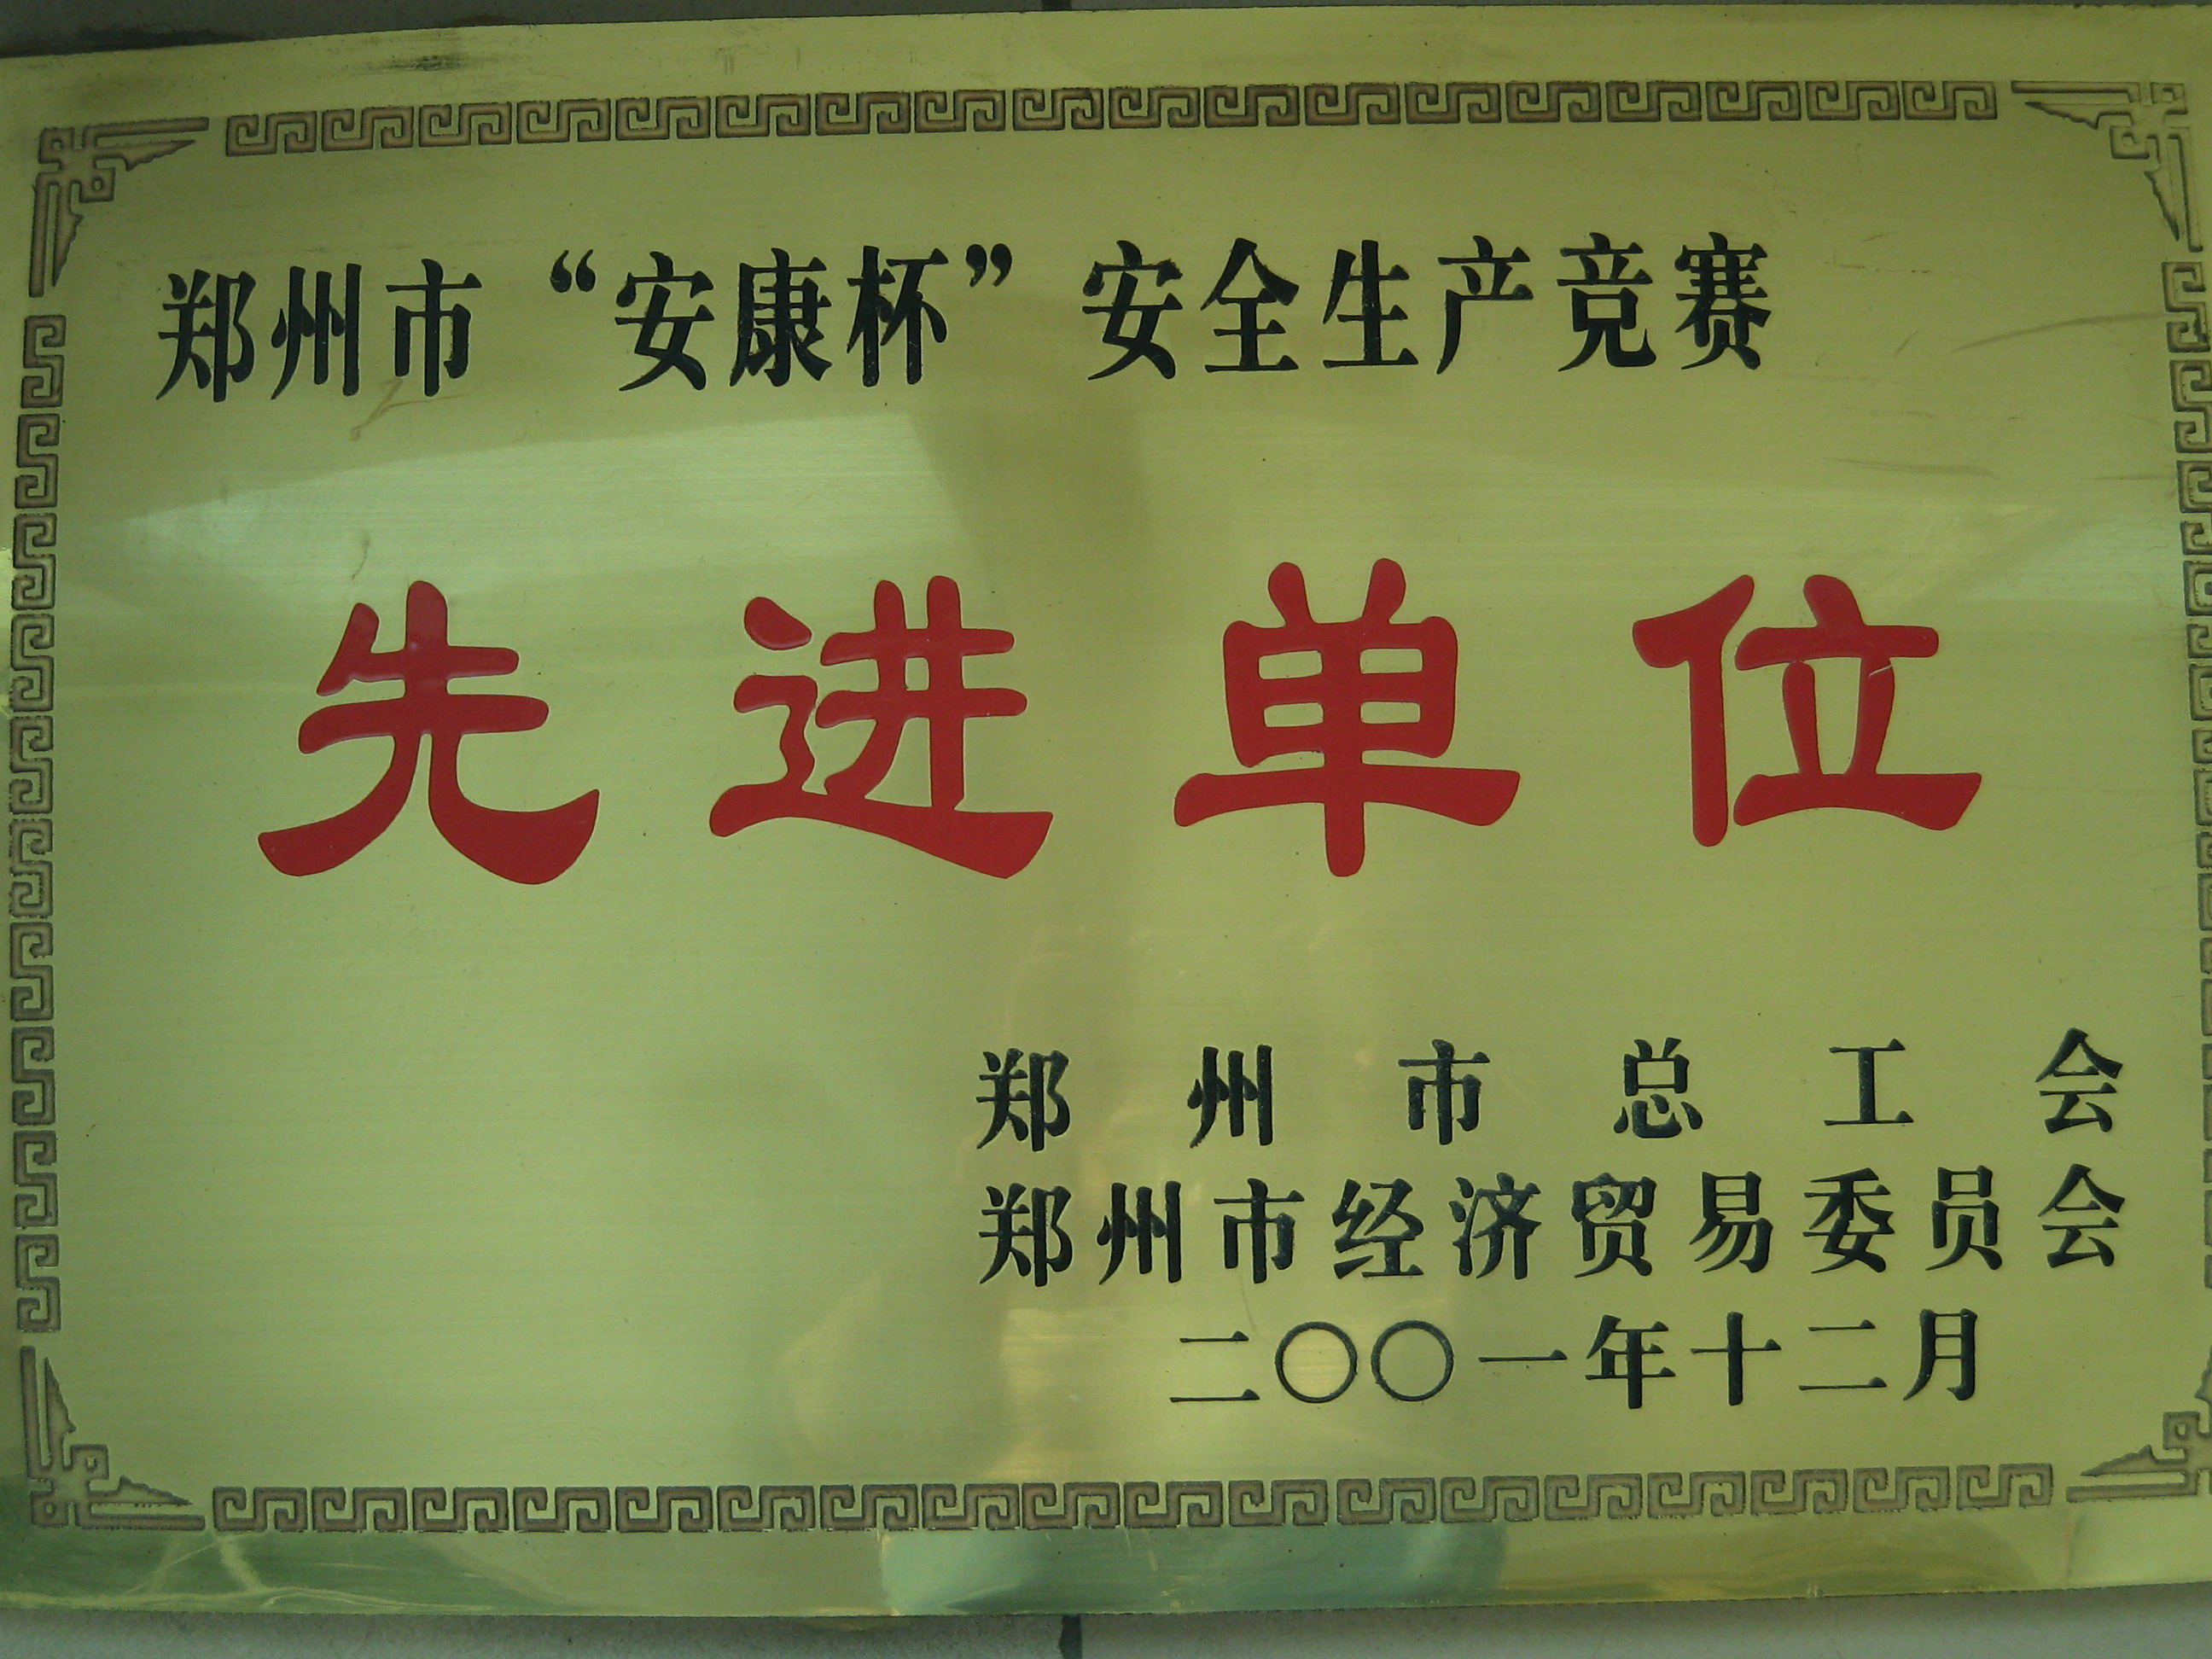 郑州市“安康杯”安全生产竞赛
先进单位
郑州市总工会
郑州市经济贸易委员会
二〇〇一年十二月